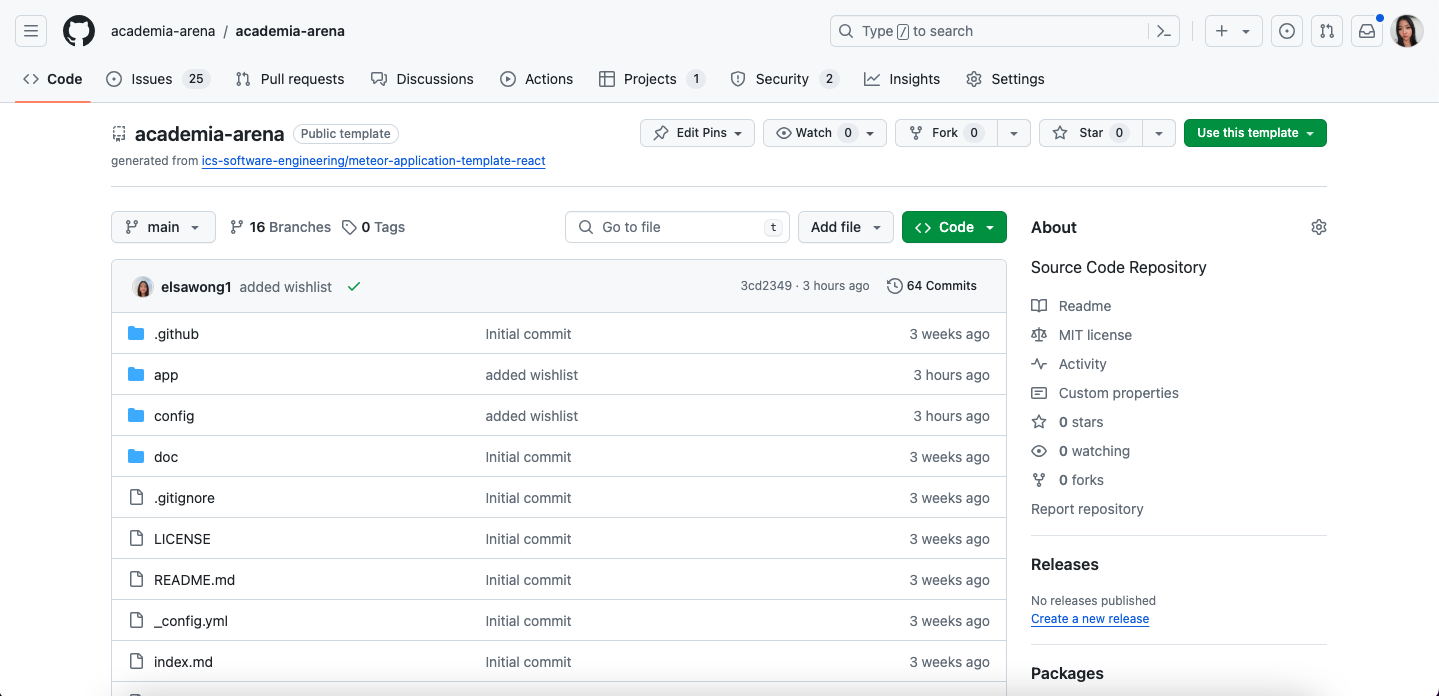 academia-arena / academia-arena
Type / to search
Code
Issues 25
Pull requests
Discussions
Actions
Projects 1
Security 2
Insights
Settings
academia-arena Public template
Edit Pins
Watch 0
Fork 0
Star 0
Use this template
generated from ics-software-engineering/meteor-application-template-react
main
16 Branches
0 Tags
Go to file t
Add file
Code
elsawong1 added wishlist 3cd2349 · 3 hours ago 64 Commits
.github Initial commit 3 weeks ago
app added wishlist 3 hours ago
config added wishlist 3 hours ago
doc Initial commit 3 weeks ago
.gitignore Initial commit 3 weeks ago
LICENSE Initial commit 3 weeks ago
README.md Initial commit 3 weeks ago
_config.yml Initial commit 3 weeks ago
index.md Initial commit 3 weeks ago
About
Source Code Repository
Readme
MIT license
Activity
Custom properties
0 stars
0 watching
0 forks
Report repository
Releases
No releases published
Create a new release
Packages